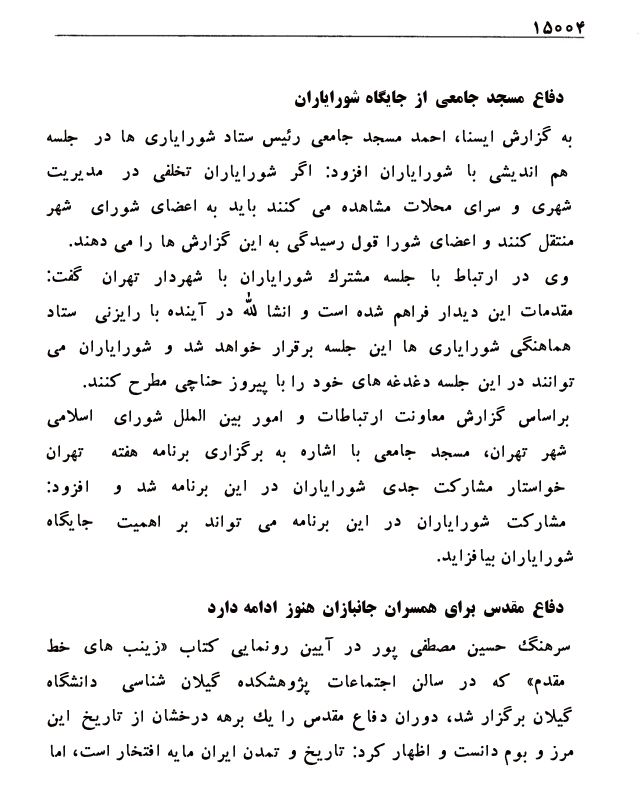 ۱۵۰۰۴
دفاع مسجد جامعی از جایگاه شورایاران
به گزارش ایسنا، احمد مسجد جامعی رئیس ستاد شورایاری ها در جلسه
هم اندیشی با شورایاران افزود: اگر شورایاران تخلفی در مدیریت
شهری و سرای محلات مشاهده می کنند باید به اعضای شورای شهر
منتقل کنند و اعضای شورا قول رسیدگی به این گزارش ها را می دهند.
وی در ارتباط با جلسه مشترك شورایاران با شهردار تهران گفت:
مقدمات این دیدار فراهم شده است و انشا لله در آینده با رایزنی ستاد
هماهنگی شورایاری ها این جلسه برقرار خواهد شد و شورایاران می
توانند در این جلسه دغدغه های خود را با پیروز حناچی مطرح کنند.
براساس گزارش معاونت ارتباطات و امور بین الملل شورای اسلامی
شهر تهران، مسجد جامعی با اشاره به برگزاری برنامه هفته تهران
خواستار مشارکت جدی شورایاران در این برنامه شد و افزود:
مشارکت شورایاران در این برنامه می تواند بر اهمیت جایگاه
شورایاران بیافزاید.
دفاع مقدس برای همسران جانبازان هنوز ادامه دارد
سرهنگ حسین مصطفی پور در آیین رونمایی کتاب «زینب های خط
مقدم» که در سالن اجتماعات پژوهشکده گیلان شناسی دانشگاه
گیلان برگزار شد، دوران دفاع مقدس را یك برهه درخشان از تاریخ این
مرز و بوم دانست و اظهار کرد: تاریخ و تمدن ایران مایه افتخار است، اما